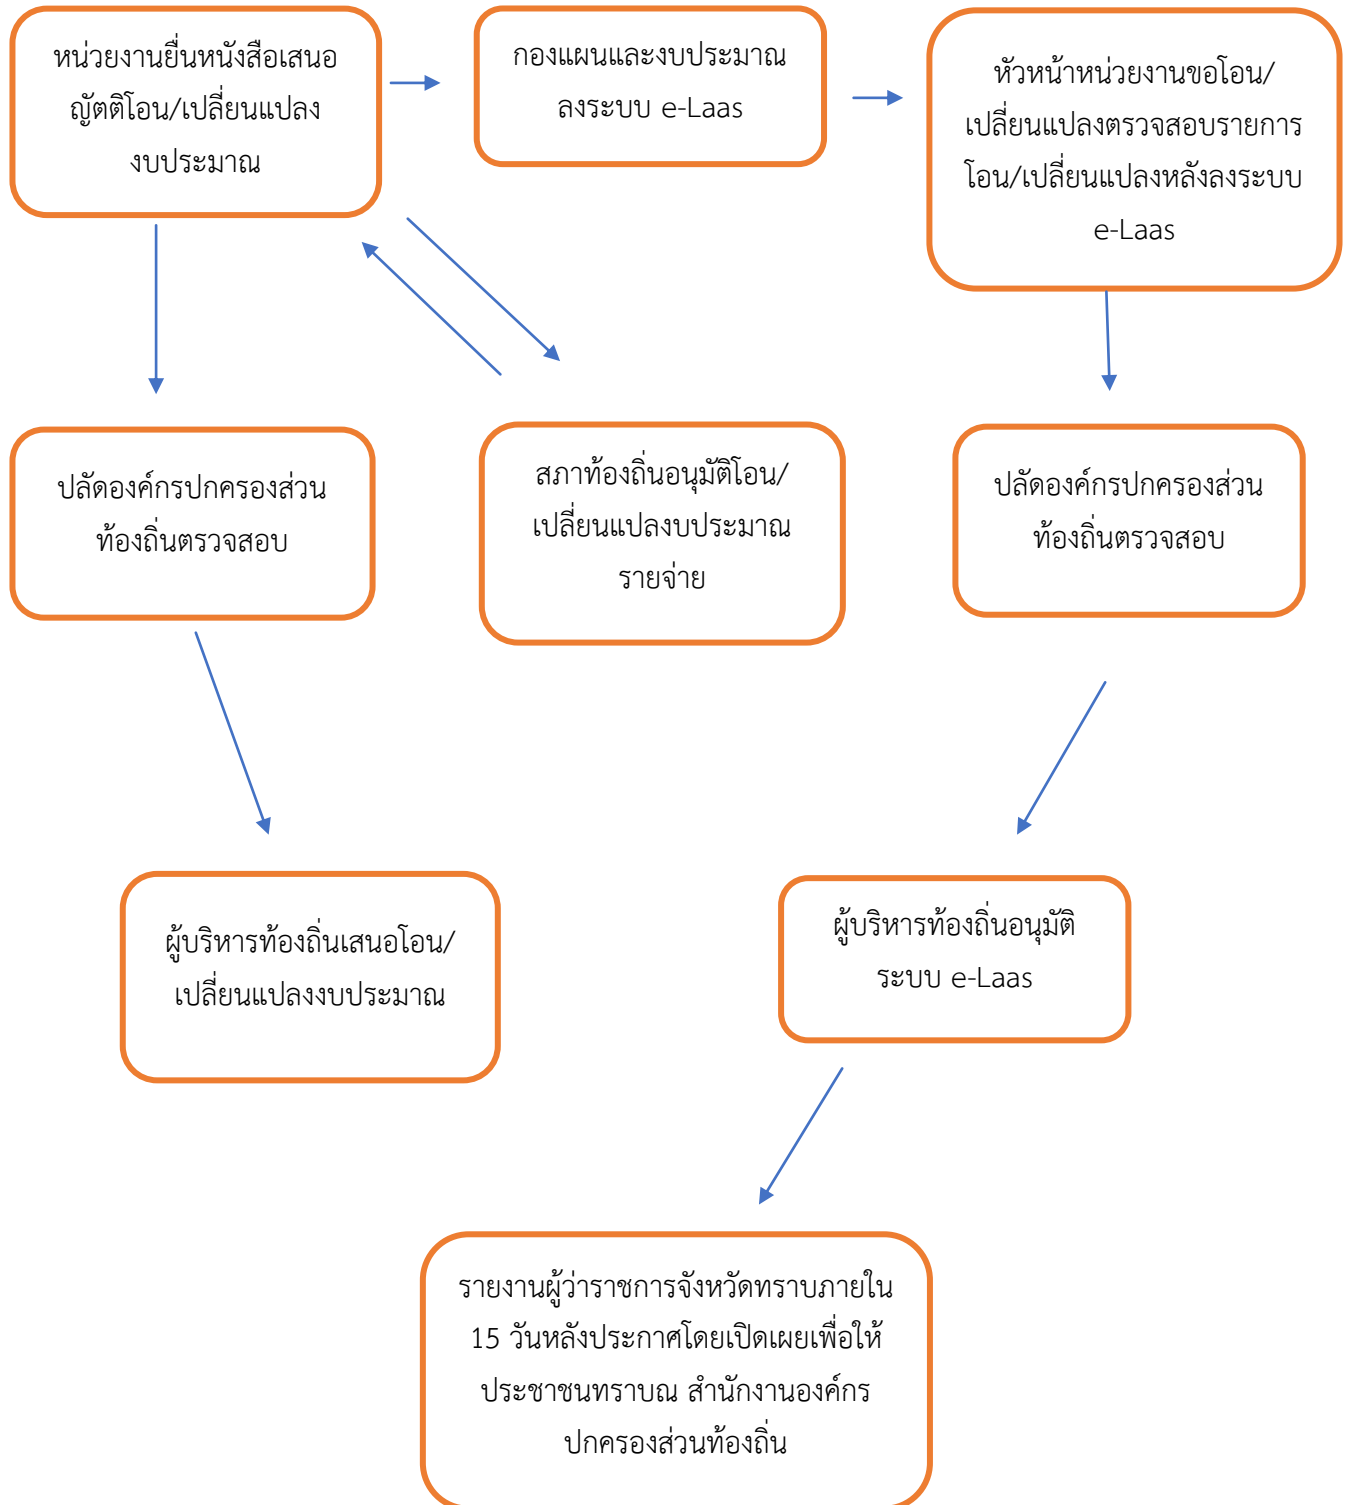 หน่วยงานยื่นหนังสือเสนอ
ญัตติโอน/เปลี่ยนแปลง
งบประมาณ
กองแผนและงบประมาณ
ลงระบบ e-Laas
หัวหน้าหน่วยงานขอโอน/
เปลี่ยนแปลงตรวจสอบรายการ
โอน/เปลี่ยนแปลงหลังลงระบบ
e-Laas
ปลัดองค์กรปกครองส่วน
ท้องถิ่นตรวจสอบ
สภาท้องถิ่นอนุมัติโอน/
เปลี่ยนแปลงงบประมาณ
รายจ่าย
ปลัดองค์กรปกครองส่วน
ท้องถิ่นตรวจสอบ
ผู้บริหารท้องถิ่นเสนอโอน/
เปลี่ยนแปลงงบประมาณ
ผู้บริหารท้องถิ่นอนุมัติ
ระบบ e-Laas
รายงานผู้ว่าราชการจังหวัดทราบภายใน
15 วันหลังประกาศโดยเปิดเผยเพื่อให้
ประชาชนทราบณ สำนักงานองค์กร
ปกครองส่วนท้องถิ่น